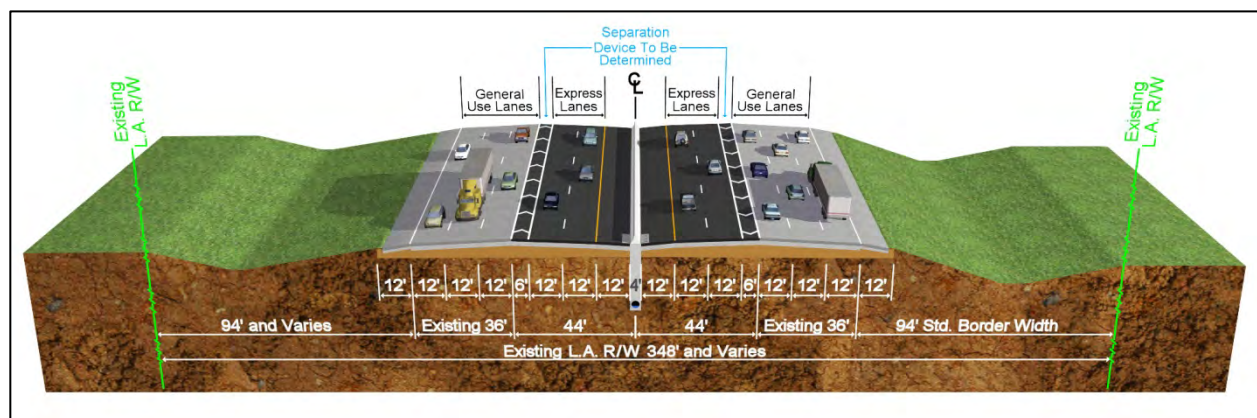 Separation
Device To Be
Determined
℄
General
Use Lanes
Express
Lanes
Express
Lanes
General
Use Lanes
Existing
L.A. R/W
Existing
L.A. R/W
12' 12' 12' 12' 6' 12' 12' 12' 4' 12' 12' 12' 6' 12' 12' 12' 12'
94' and Varies Existing 36' 44' 44' Existing 36' 94' Std. Border Width
Existing L.A. R/W 348' and Varies